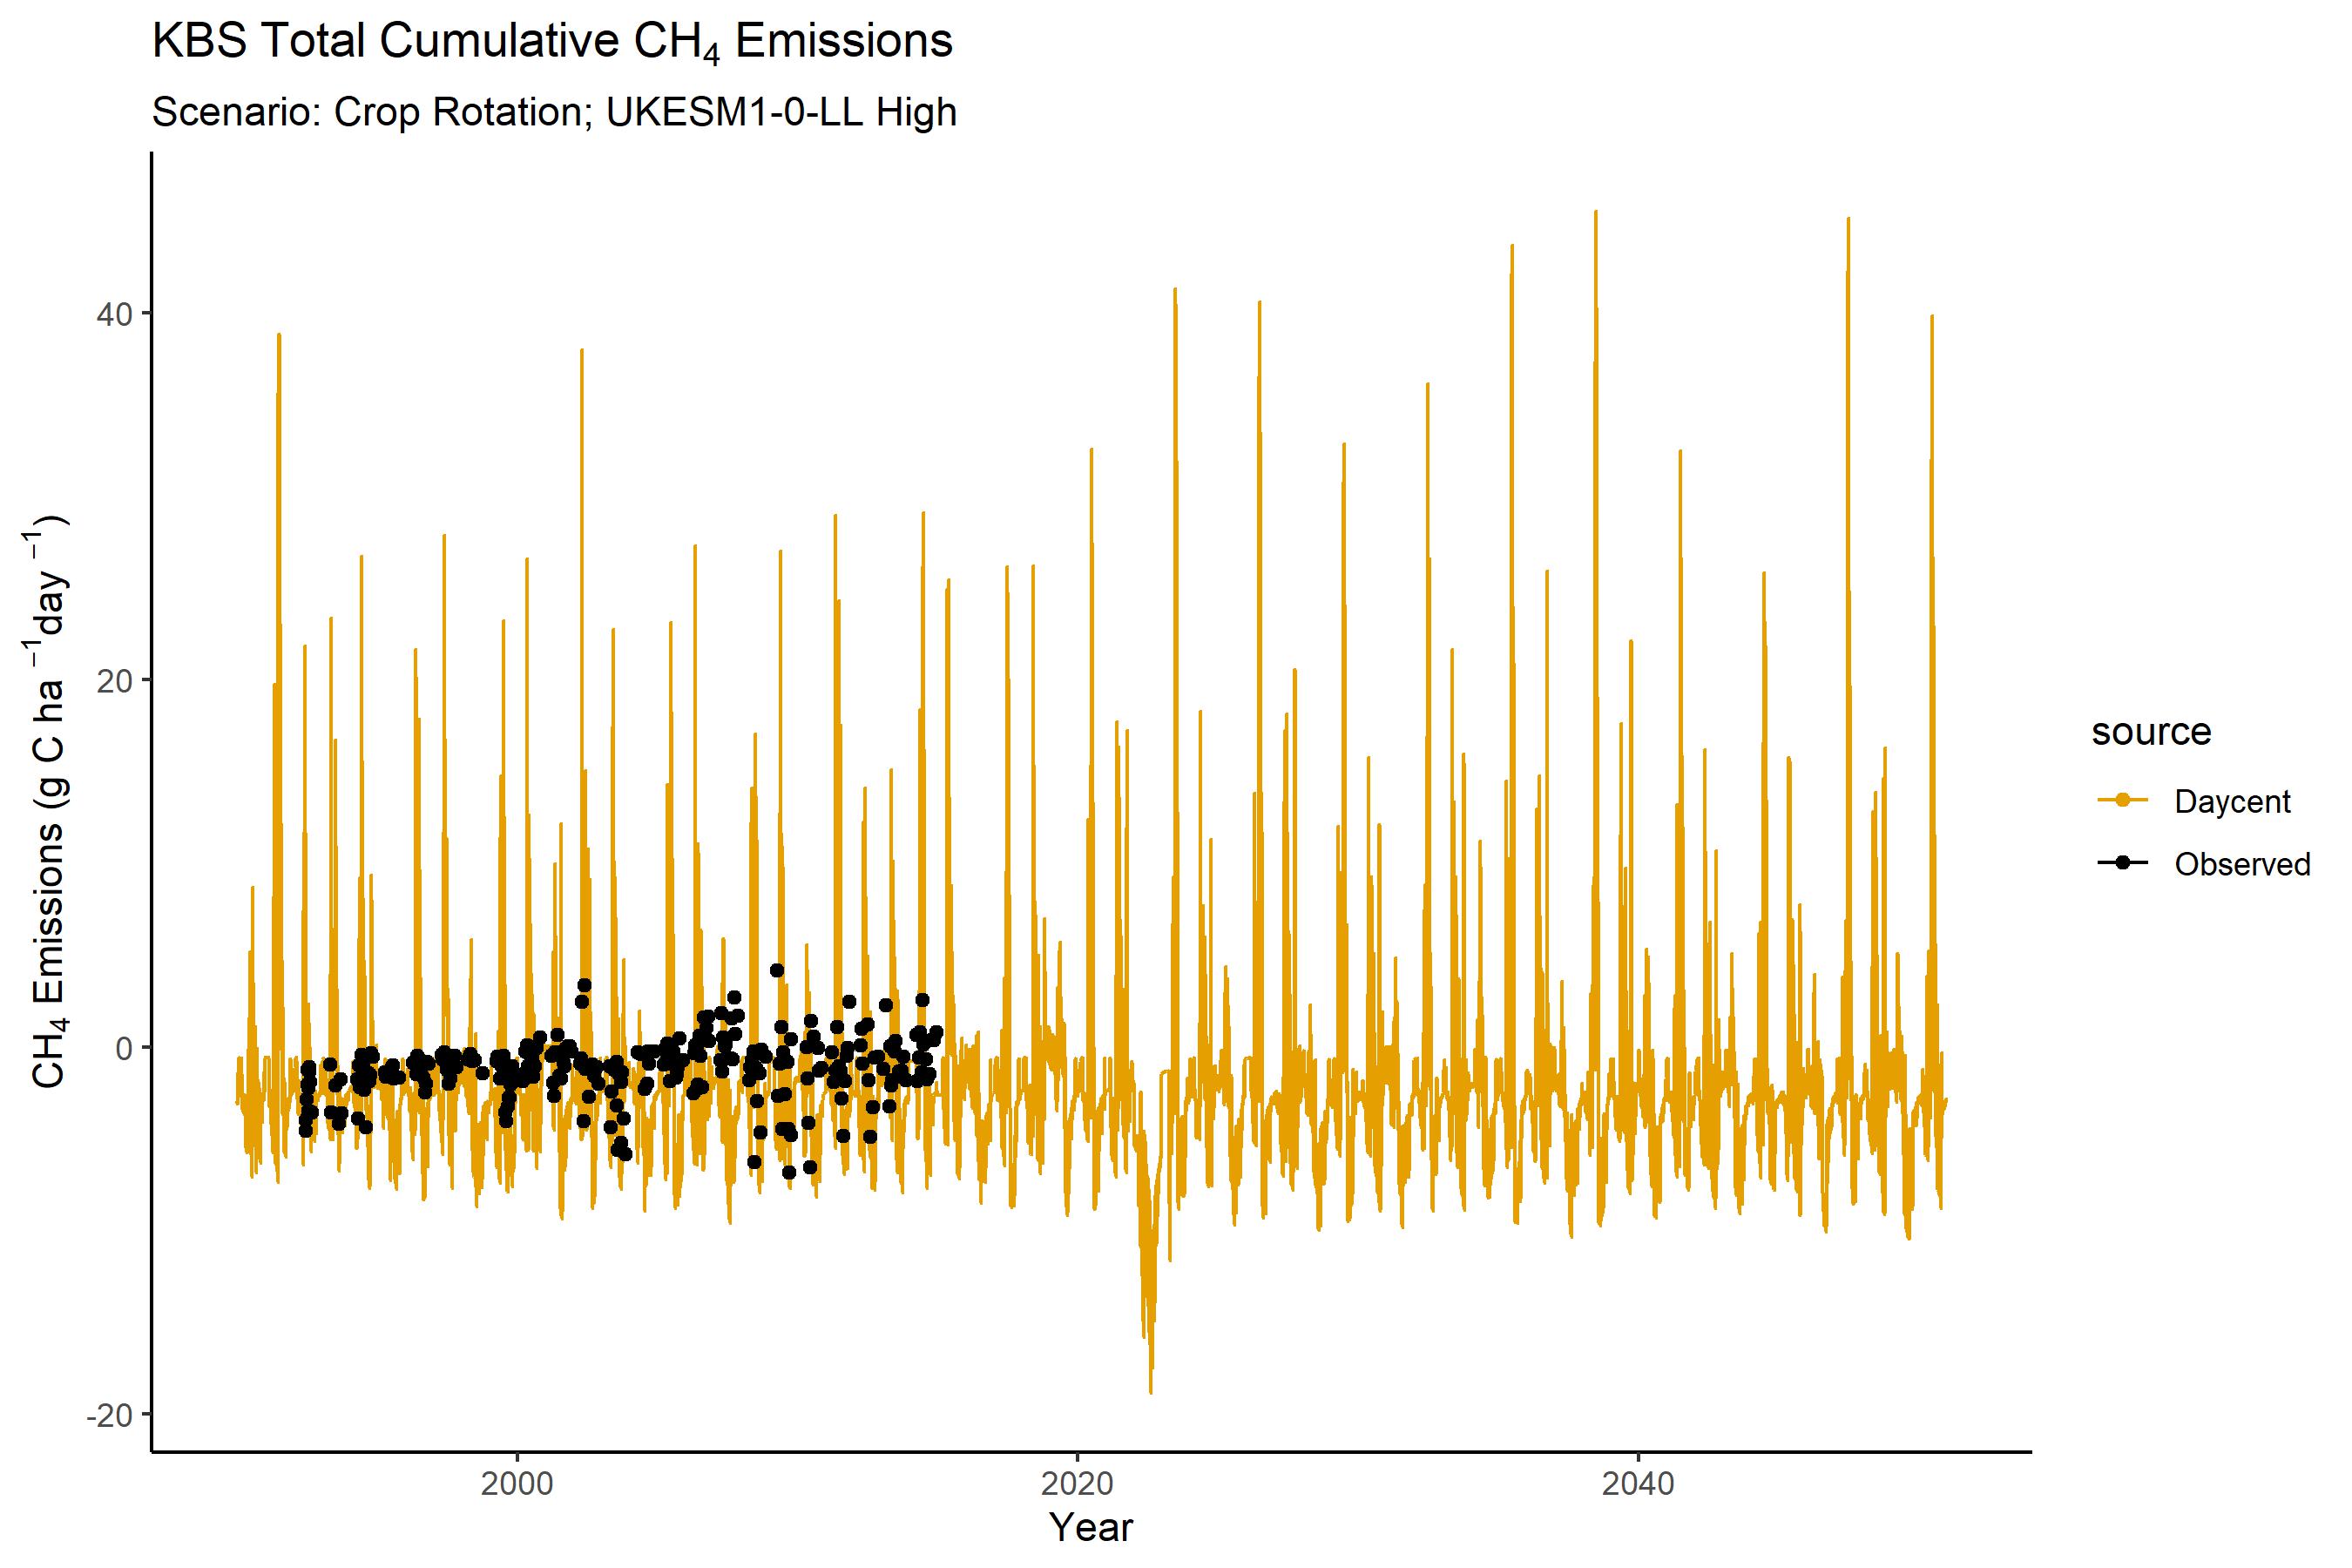 KBS Total Cumulative CH₄ Emissions
Scenario: Crop Rotation; UKESM1-0-LL High
CH₄ Emissions (g C ha ⁻¹day ⁻¹)
40
20
0
-20
2000
2020
2040
Year
source
Daycent
Observed